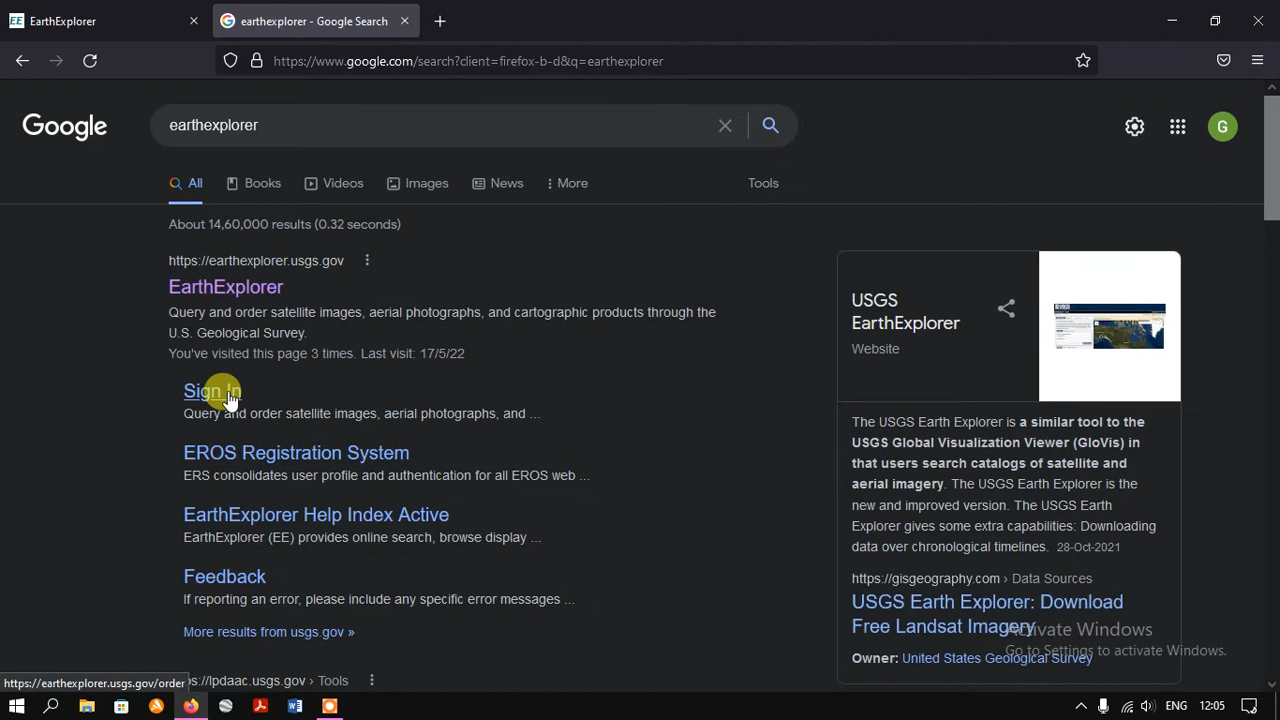 EE EarthExplorer
G earthexplorer - Google Search
https://www.google.com/search?client=firefox-b-d&q=earthexplorer
Google
earthexplorer
G
All
Books
Videos
Images
News
More
Tools
About 14,60,000 results (0.32 seconds)
https://earthexplorer.usgs.gov
EarthExplorer
Query and order satellite images, aerial photographs, and cartographic products through the
U.S. Geological Survey.
You've visited this page 3 times. Last visit: 17/5/22
Sign In
Query and order satellite images, aerial photographs, and ...
EROS Registration System
ERS consolidates user profile and authentication for all EROS web ...
EarthExplorer Help Index Active
EarthExplorer (EE) provides online search, browse display ...
Feedback
If reporting an error, please include any specific error messages ...
More results from usgs.gov »
https://earthexplorer.usgs.gov/order
s://lpdaac.usgs.gov › Tools
USGS
EarthExplorer
Website
The USGS Earth Explorer is a similar tool to the
USGS Global Visualization Viewer (GloVis) in
that users search catalogs of satellite and
aerial imagery. The USGS Earth Explorer is the
new and improved version. The USGS Earth
Explorer gives some extra capabilities: Downloading
data over chronological timelines. 28-Oct-2021
https://gisgeography.com › Data Sources
USGS Earth Explorer: Download
Free Landsat Imagery
Owner: United States Geological Survey
Activate Windows
Go to Settings to activate Windows.
12:05